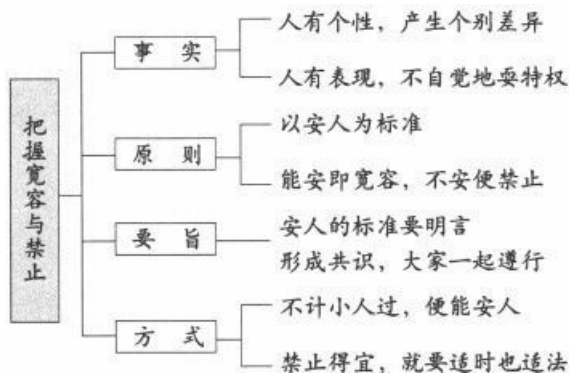 把握宽容与禁止
事实
人有个性，产生个别差异
人有表现，不自觉地耍特权
原则
以安人为标准
能安即宽容，不安便禁止
要旨
安人的标准要明言
形成共识，大家一起遵行
方式
不计小人过，便能安人
禁止得宜，就要适时也适法